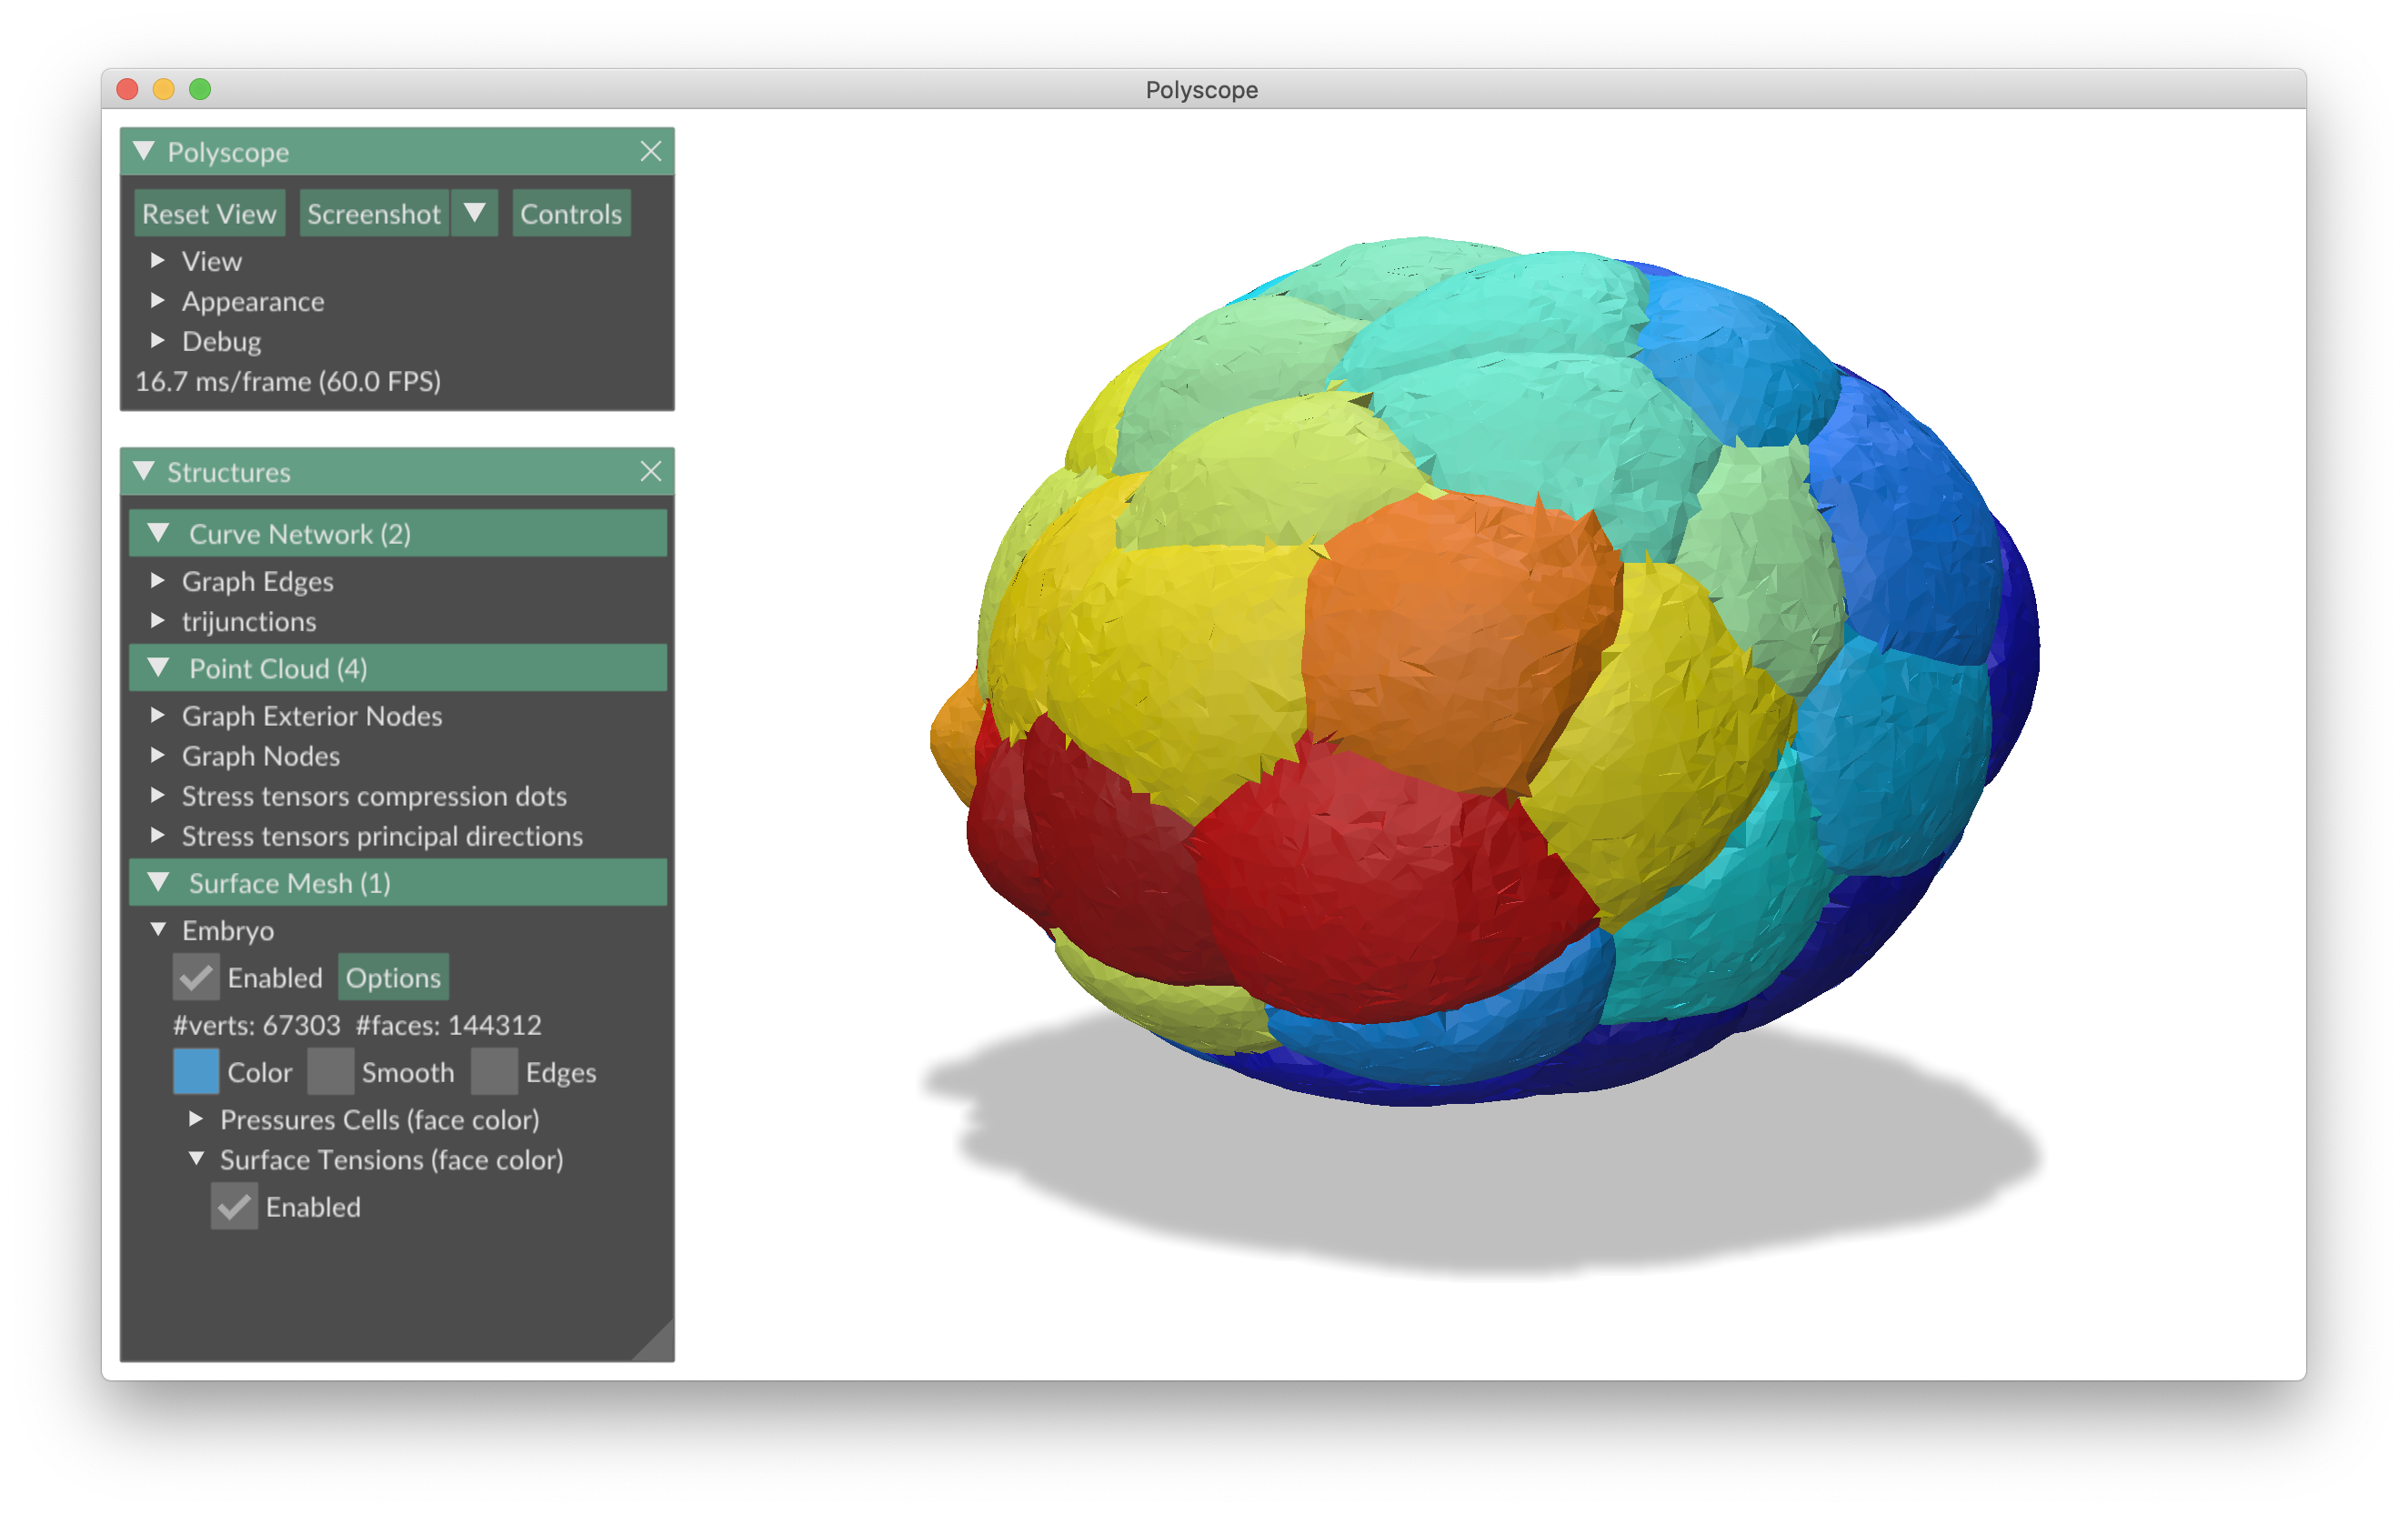 Polyscope
Polyscope
Reset View Screenshot Controls
View
Appearance
Debug
16.7 ms/frame (60.0 FPS)
Structures
Curve Network (2)
Graph Edges
trijunctions
Point Cloud (4)
Graph Exterior Nodes
Graph Nodes
Stress tensors compression dots
Stress tensors principal directions
Surface Mesh (1)
Embryo
Enabled Options
#verts: 67303 #faces: 144312
Color Smooth Edges
Pressures Cells (face color)
Surface Tensions (face color)
Enabled